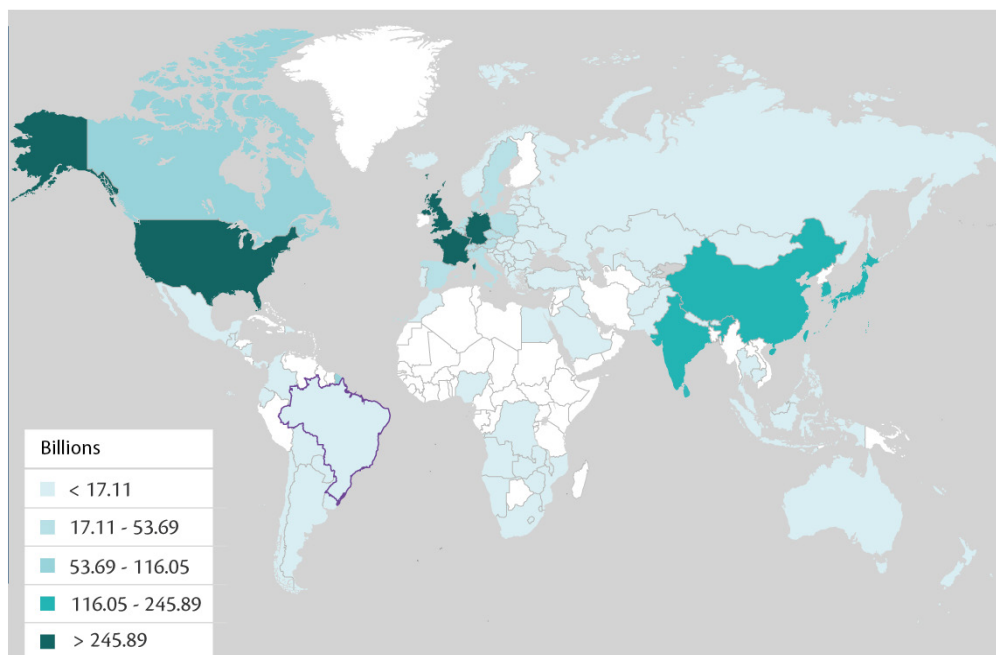 Billions
< 17.11
17.11 - 53.69
53.69 - 116.05
116.05 - 245.89
> 245.89